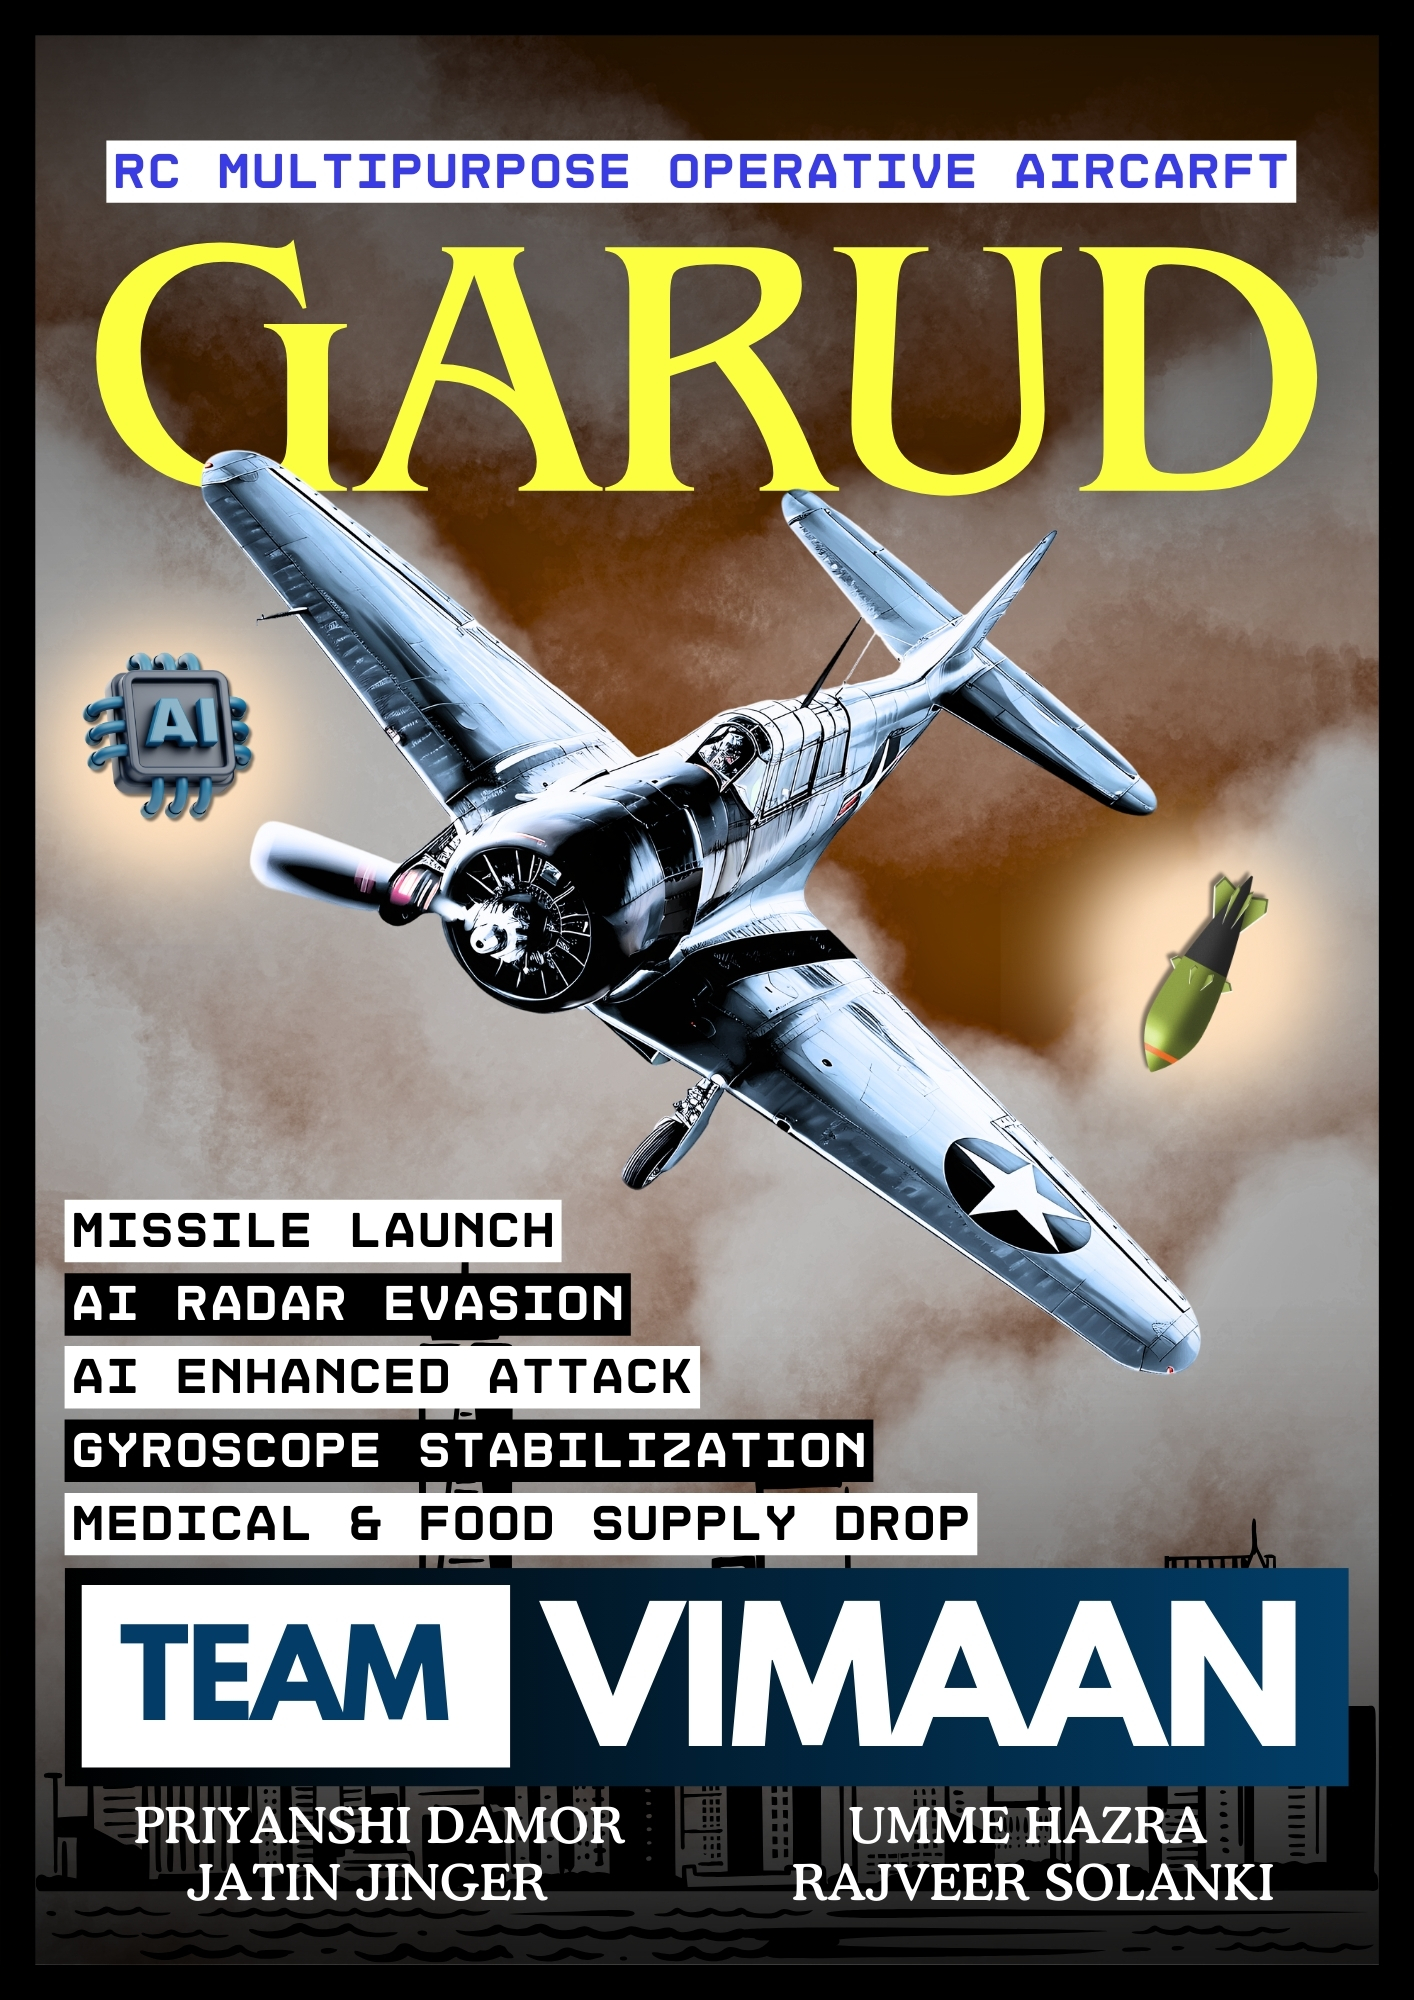 RC MULTIPURPOSE OPERATIVE AIRCARFT
GARUD
AI
MISSILE LAUNCH
AI RADAR EVASION
AI ENHANCED ATTACK
GYROSCOPE STABILIZATION
MEDICAL & FOOD SUPPLY DROP
TEAM VIMAAN
PRIYANSHI DAMOR
JATIN JINGER
UMME HAZRA
RAJVEER SOLANKI